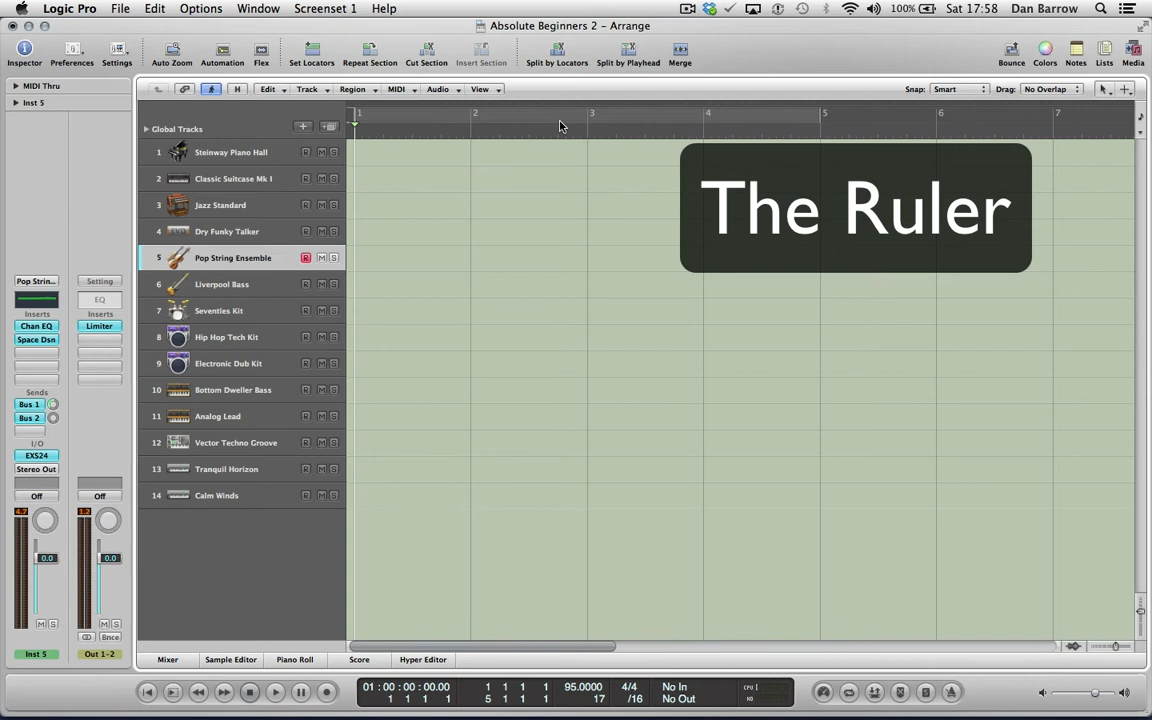 Logic Pro File Edit Options Window Screenset 1 Help 100% Sat 17:58 Dan Barrow
Absolute Beginners 2 – Arrange
Inspector Preferences Settings Auto Zoom Automation Flex Set Locators Repeat Section Cut Section Insert Section Split by Locators Split by Playhead Merge Bounce Colors Notes Lists Media
MIDI Thru
Inst 5
H Edit Track Region MIDI Audio View Snap: Smart Drag: No Overlap
1 2 3 4 5 6 7
Global Tracks
1 Steinway Piano Hall R M S
2 Classic Suitcase Mk I R M S
3 Jazz Standard R M S
4 Dry Funky Talker R M S
5 Pop String Ensemble R M S
6 Liverpool Bass R M S
7 Seventies Kit R M S
8 Hip Hop Tech Kit R M S
9 Electronic Dub Kit R M S
10 Bottom Dweller Bass R M S
11 Analog Lead R M S
12 Vector Techno Groove R M S
13 Tranquil Horizon R M S
14 Calm Winds R M S
The Ruler
Pop Strin... Setting
EQ
Inserts Inserts
Chan EQ Limiter
Space Dsn
Sends
Bus 1
Bus 2
I/O
EXS24
Stereo Out
Off Off
4.7 1.2
0.0 0.0
M S M S
Bnce
Inst 5 Out 1-2
Mixer Sample Editor Piano Roll Score Hyper Editor
01:00:00:00.00 1 1 1 1 95.0000 4/4 No In CPU
1 1 1 1 5 1 1 1 17 /16 No Out HD